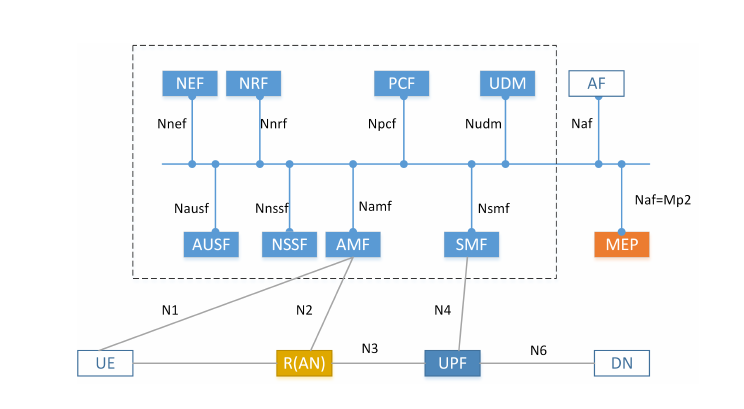 NEF NRF PCF UDM AF
Nnef Nnrf Npcf Nudm Naf
Nausf Nnssf Namf Nsmf Naf=Mp2
AUSF NSSF AMF SMF MEP
N1 N2 N4
N3 N6
UE R(AN) UPF DN